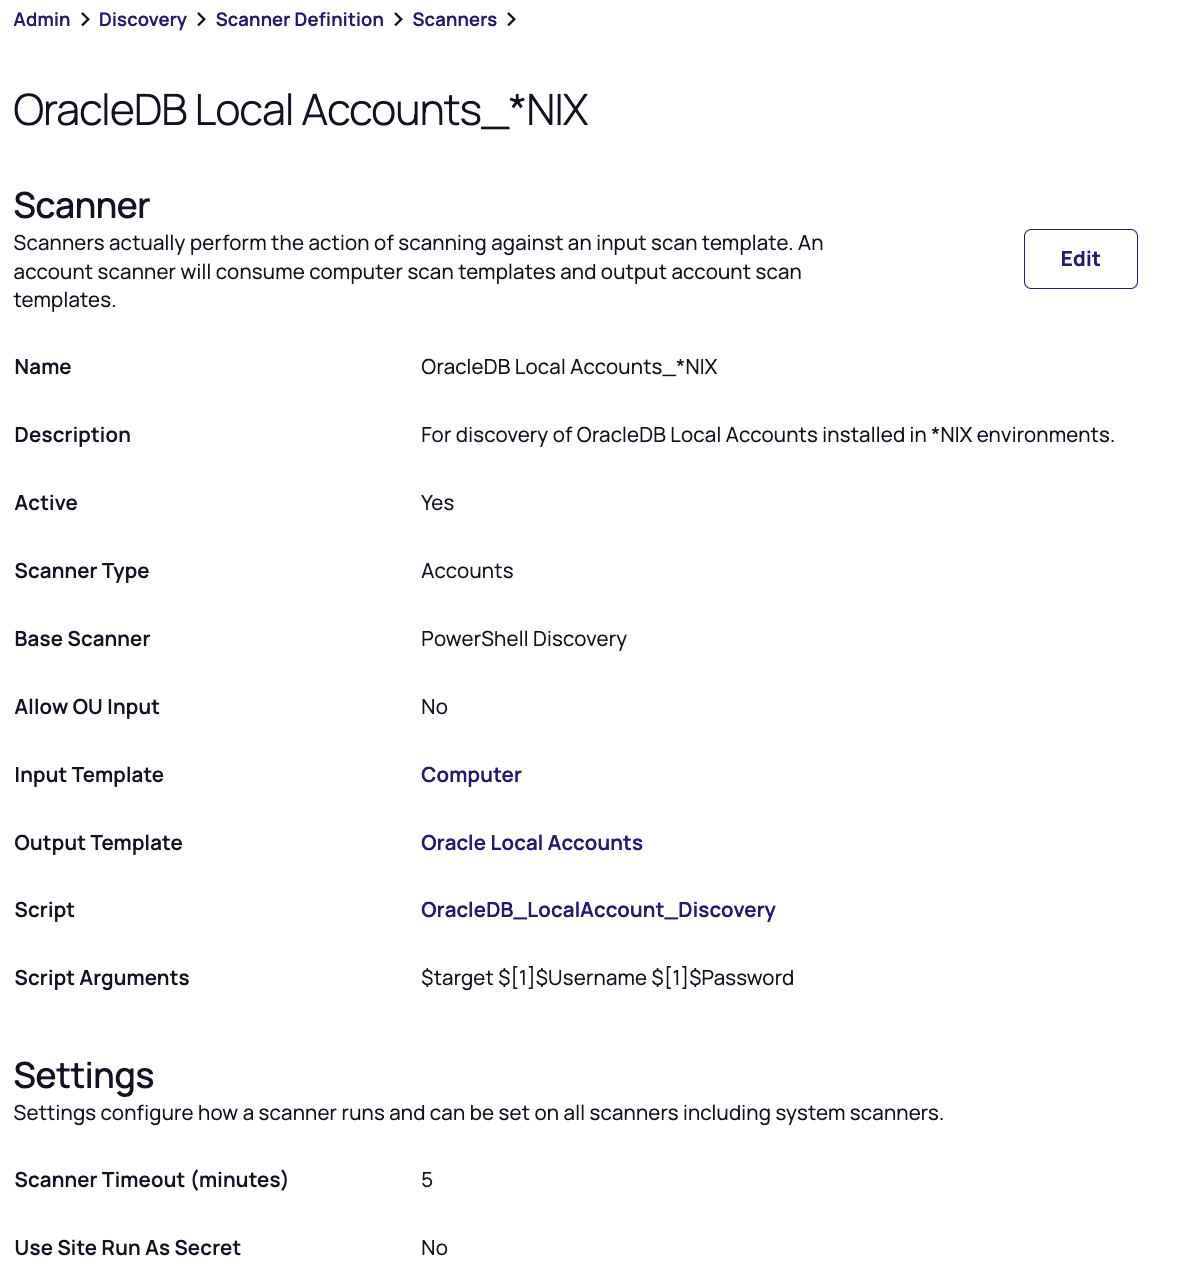 Admin > Discovery > Scanner Definition > Scanners >
OracleDB Local Accounts_*NIX
Scanner
Scanners actually perform the action of scanning against an input scan template. An
account scanner will consume computer scan templates and output account scan
templates.
Edit
Name OracleDB Local Accounts_*NIX
Description For discovery of OracleDB Local Accounts installed in *NIX environments.
Active Yes
Scanner Type Accounts
Base Scanner PowerShell Discovery
Allow OU Input No
Input Template Computer
Output Template Oracle Local Accounts
Script OracleDB_LocalAccount_Discovery
Script Arguments $target $[1]$Username $[1]$Password
Settings
Settings configure how a scanner runs and can be set on all scanners including system scanners.
Scanner Timeout (minutes) 5
Use Site Run As Secret No